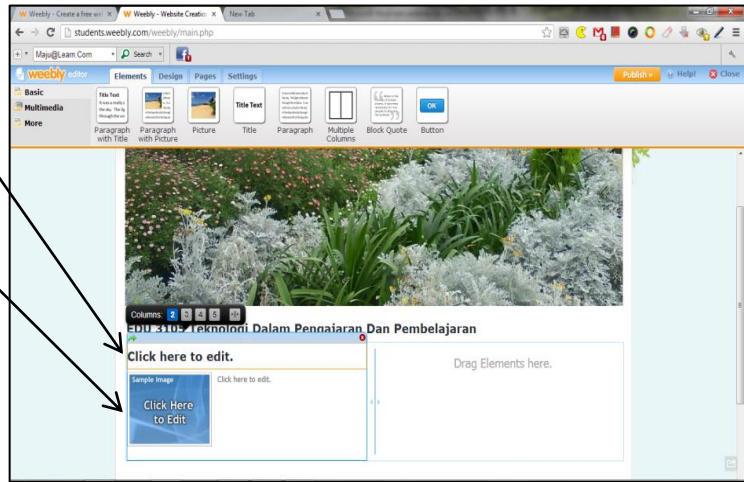 Weebly - Create a free web
Weebly - Website Creation
New Tab
students.weebly.com/weebly/main.php
Maju@Learn.Com
Search
weebly editor
Elements
Design
Pages
Settings
Publish »
Help!
Close
Basic
Multimedia
More
Title Text
Title Text
OK
Paragraph with Title
Paragraph with Picture
Picture
Title
Paragraph
Multiple Columns
Block Quote
Button
Columns: 2 3 4 5
EDU 3105 Teknologi Dalam Pengajaran Dan Pembelajaran
Click here to edit.
Drag Elements here.
Sample Image
Click here to edit.
Click Here
to Edit